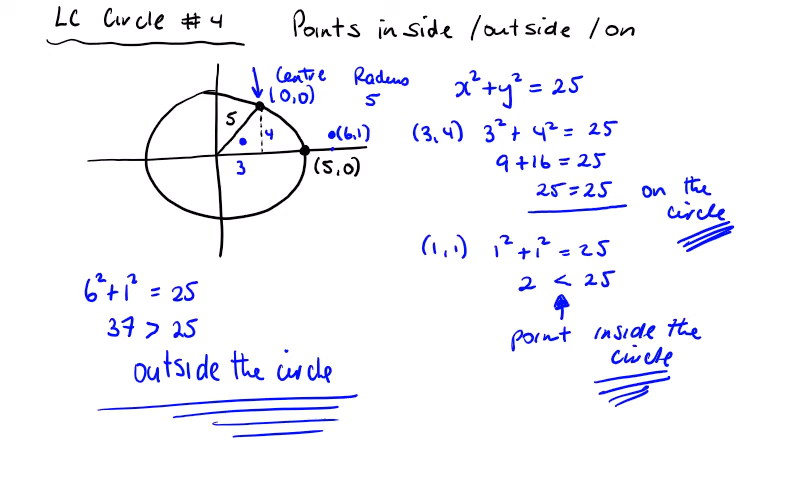 LC Circle #4
Points inside/outside/on
Centre Radius
(0,0) 5
x² + y² = 25
5
4
•(6,1)
3
(5,0)
(3,4) 3² + 4² = 25
9 + 16 = 25
25 = 25 on the circle
(1,1) 1² + 1² = 25
2 < 25
point inside the circle
6² + 1² = 25
37 > 25
outside the circle